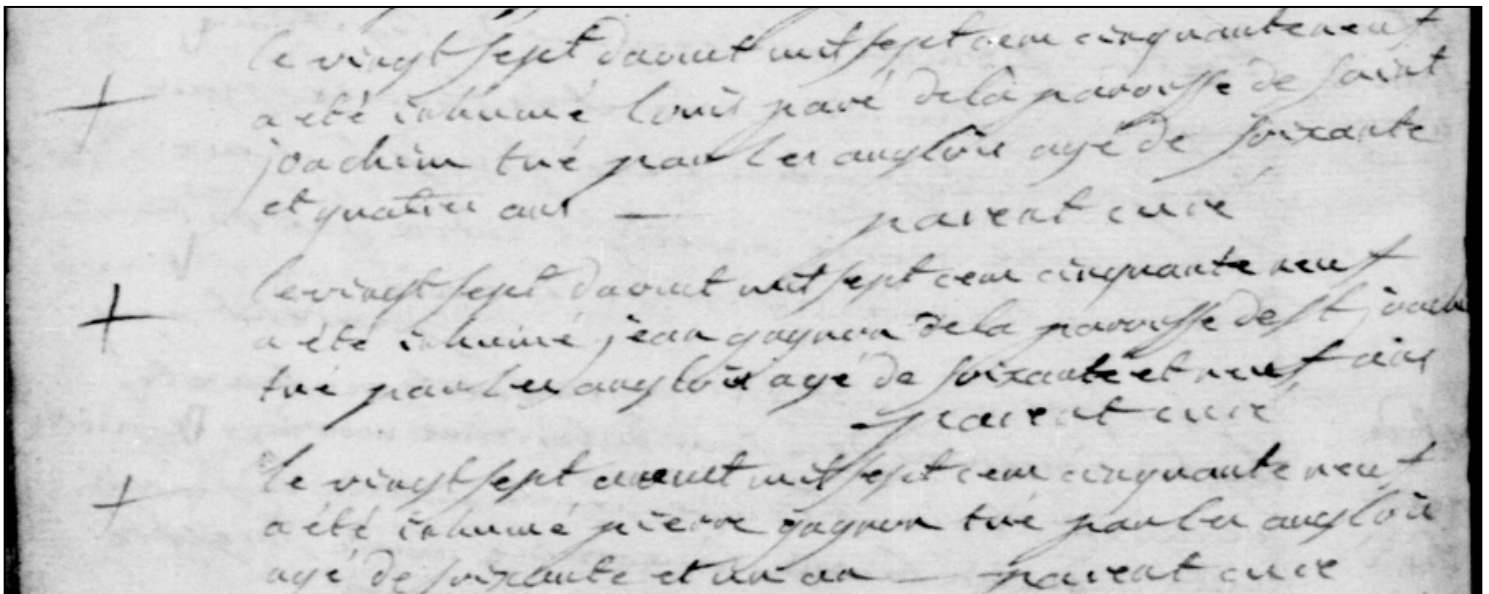 le vingt sept daoust mil sept cent cinquante neuf
a été inhumé louis paré de la paroisse de saint
joachim tué par les anglois agé de soixante
et quatre ans — parent curé
le vingt sept daoust mil sept cent cinquante neuf
a été inhumé jean gagnon de la paroisse de st joach
tué par les anglois agé de soixante et neuf ans
parent curé
le vingt sept aoust mil sept cent cinquante neuf
a été inhumé pierre gagnon tué par les anglois
agé de soixante et un an — parent curé